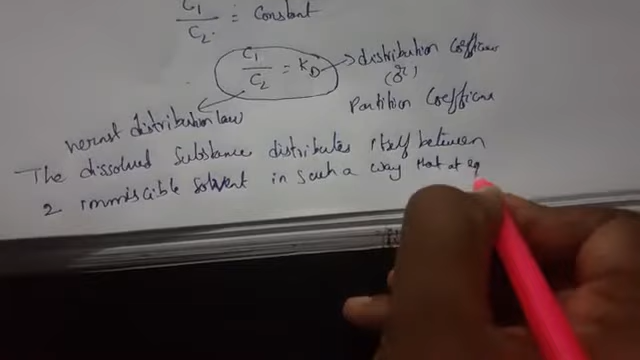 C1/C2 = Constant
C1/C2 = KD → distribution Coefficient
(or)
Partition Coefficient
nernst distribution law
The dissolved Substance distributes itself between
2 immiscible solvent in such a way that at eq